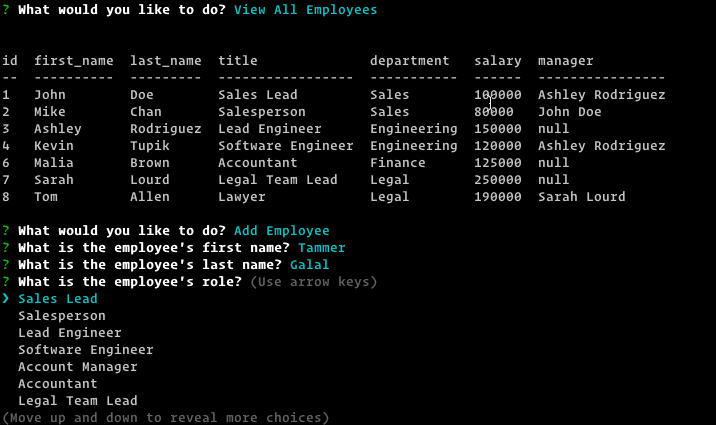 ? What would you like to do? View All Employees
id  first_name  last_name  title              department   salary  manager
--  ----------  ---------  -----------------  -----------  ------  ----------------
1   John        Doe        Sales Lead         Sales        100000  Ashley Rodriguez
2   Mike        Chan       Salesperson        Sales        80000   John Doe
3   Ashley      Rodriguez  Lead Engineer      Engineering  150000  null
4   Kevin       Tupik      Software Engineer  Engineering  120000  Ashley Rodriguez
6   Malia       Brown      Accountant         Finance      125000  null
7   Sarah       Lourd      Legal Team Lead    Legal        250000  null
8   Tom         Allen      Lawyer             Legal        190000  Sarah Lourd
? What would you like to do? Add Employee
? What is the employee's first name? Tammer
? What is the employee's last name? Galal
? What is the employee's role? (Use arrow keys)
❯ Sales Lead
  Salesperson
  Lead Engineer
  Software Engineer
  Account Manager
  Accountant
  Legal Team Lead
(Move up and down to reveal more choices)